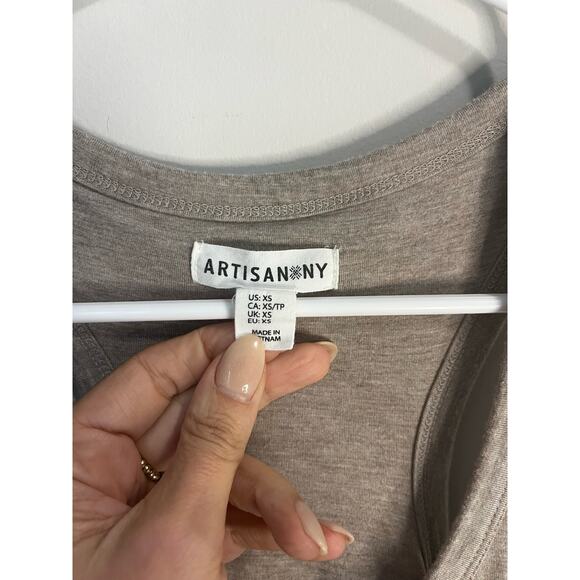 ARTISAN NY
US: XS
CA: XS/TP
UK: XS
EU: XS
MADE IN